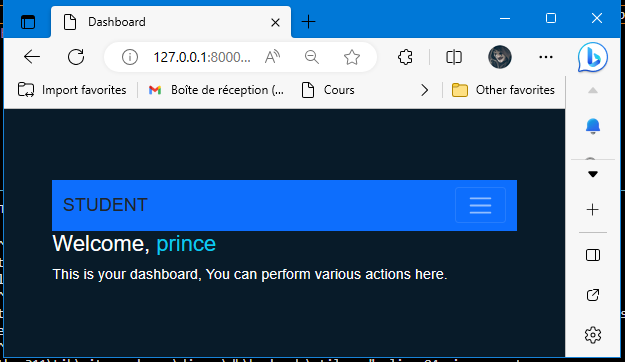 Dashboard
127.0.0.1:8000...
Import favorites
Boîte de réception (...
Cours
Other favorites
STUDENT
Welcome, prince
This is your dashboard, You can perform various actions here.